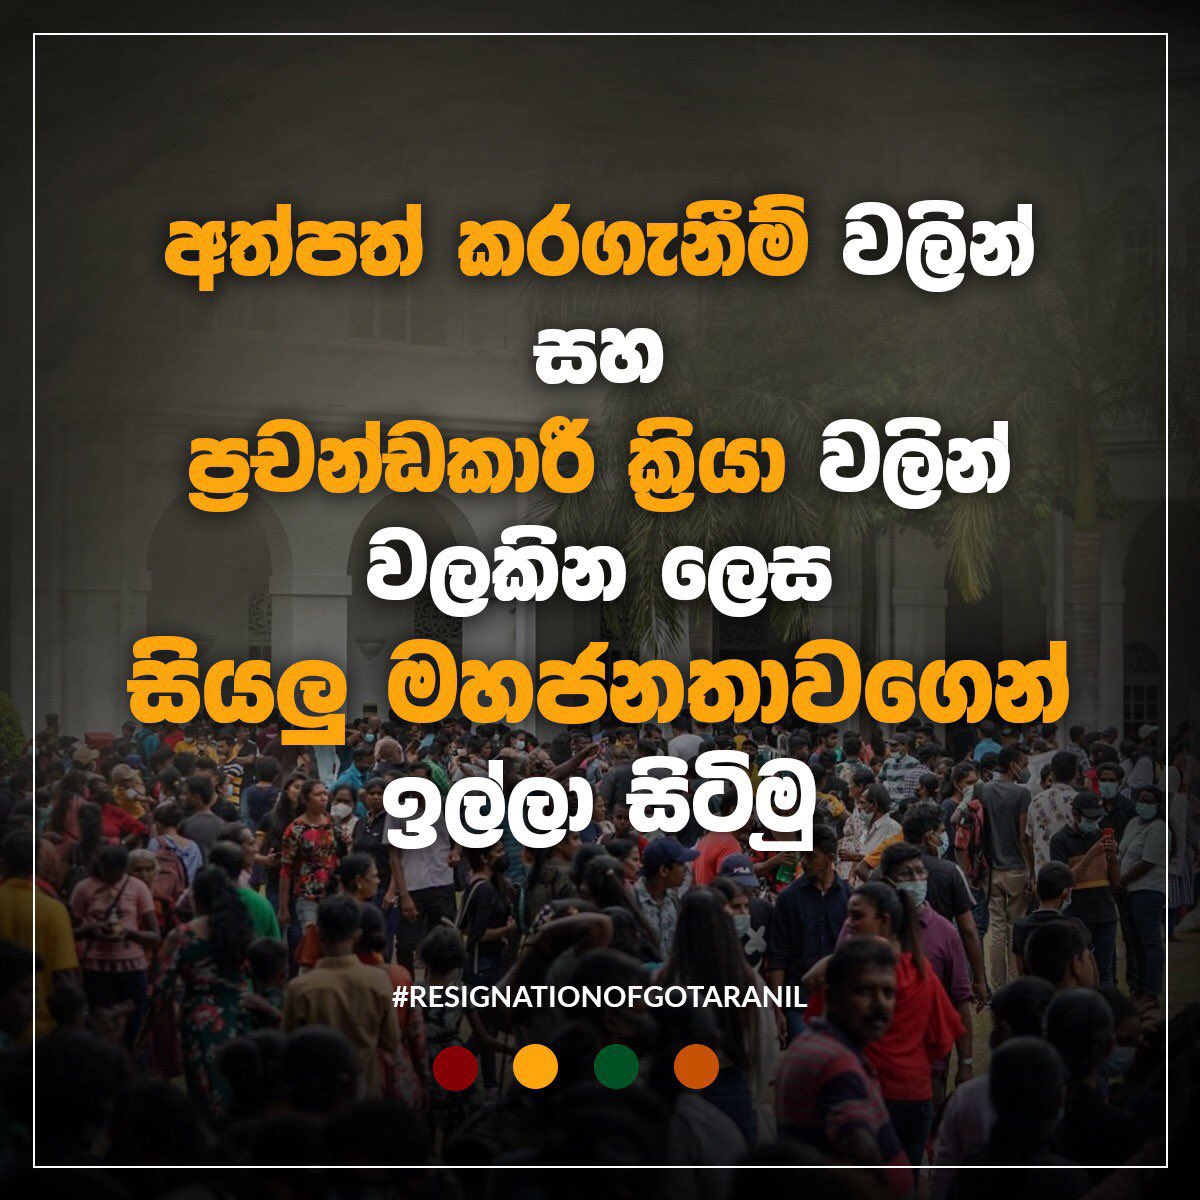 අත්පත් කරගැනීම් වලින්
සහ
ප්‍රචන්ඩකාරී ක්‍රියා වලින්
වලකින ලෙස
සියලු මහජනතාවගෙන්
ඉල්ලා සිටිමු
#RESIGNATIONOFGOTARANIL